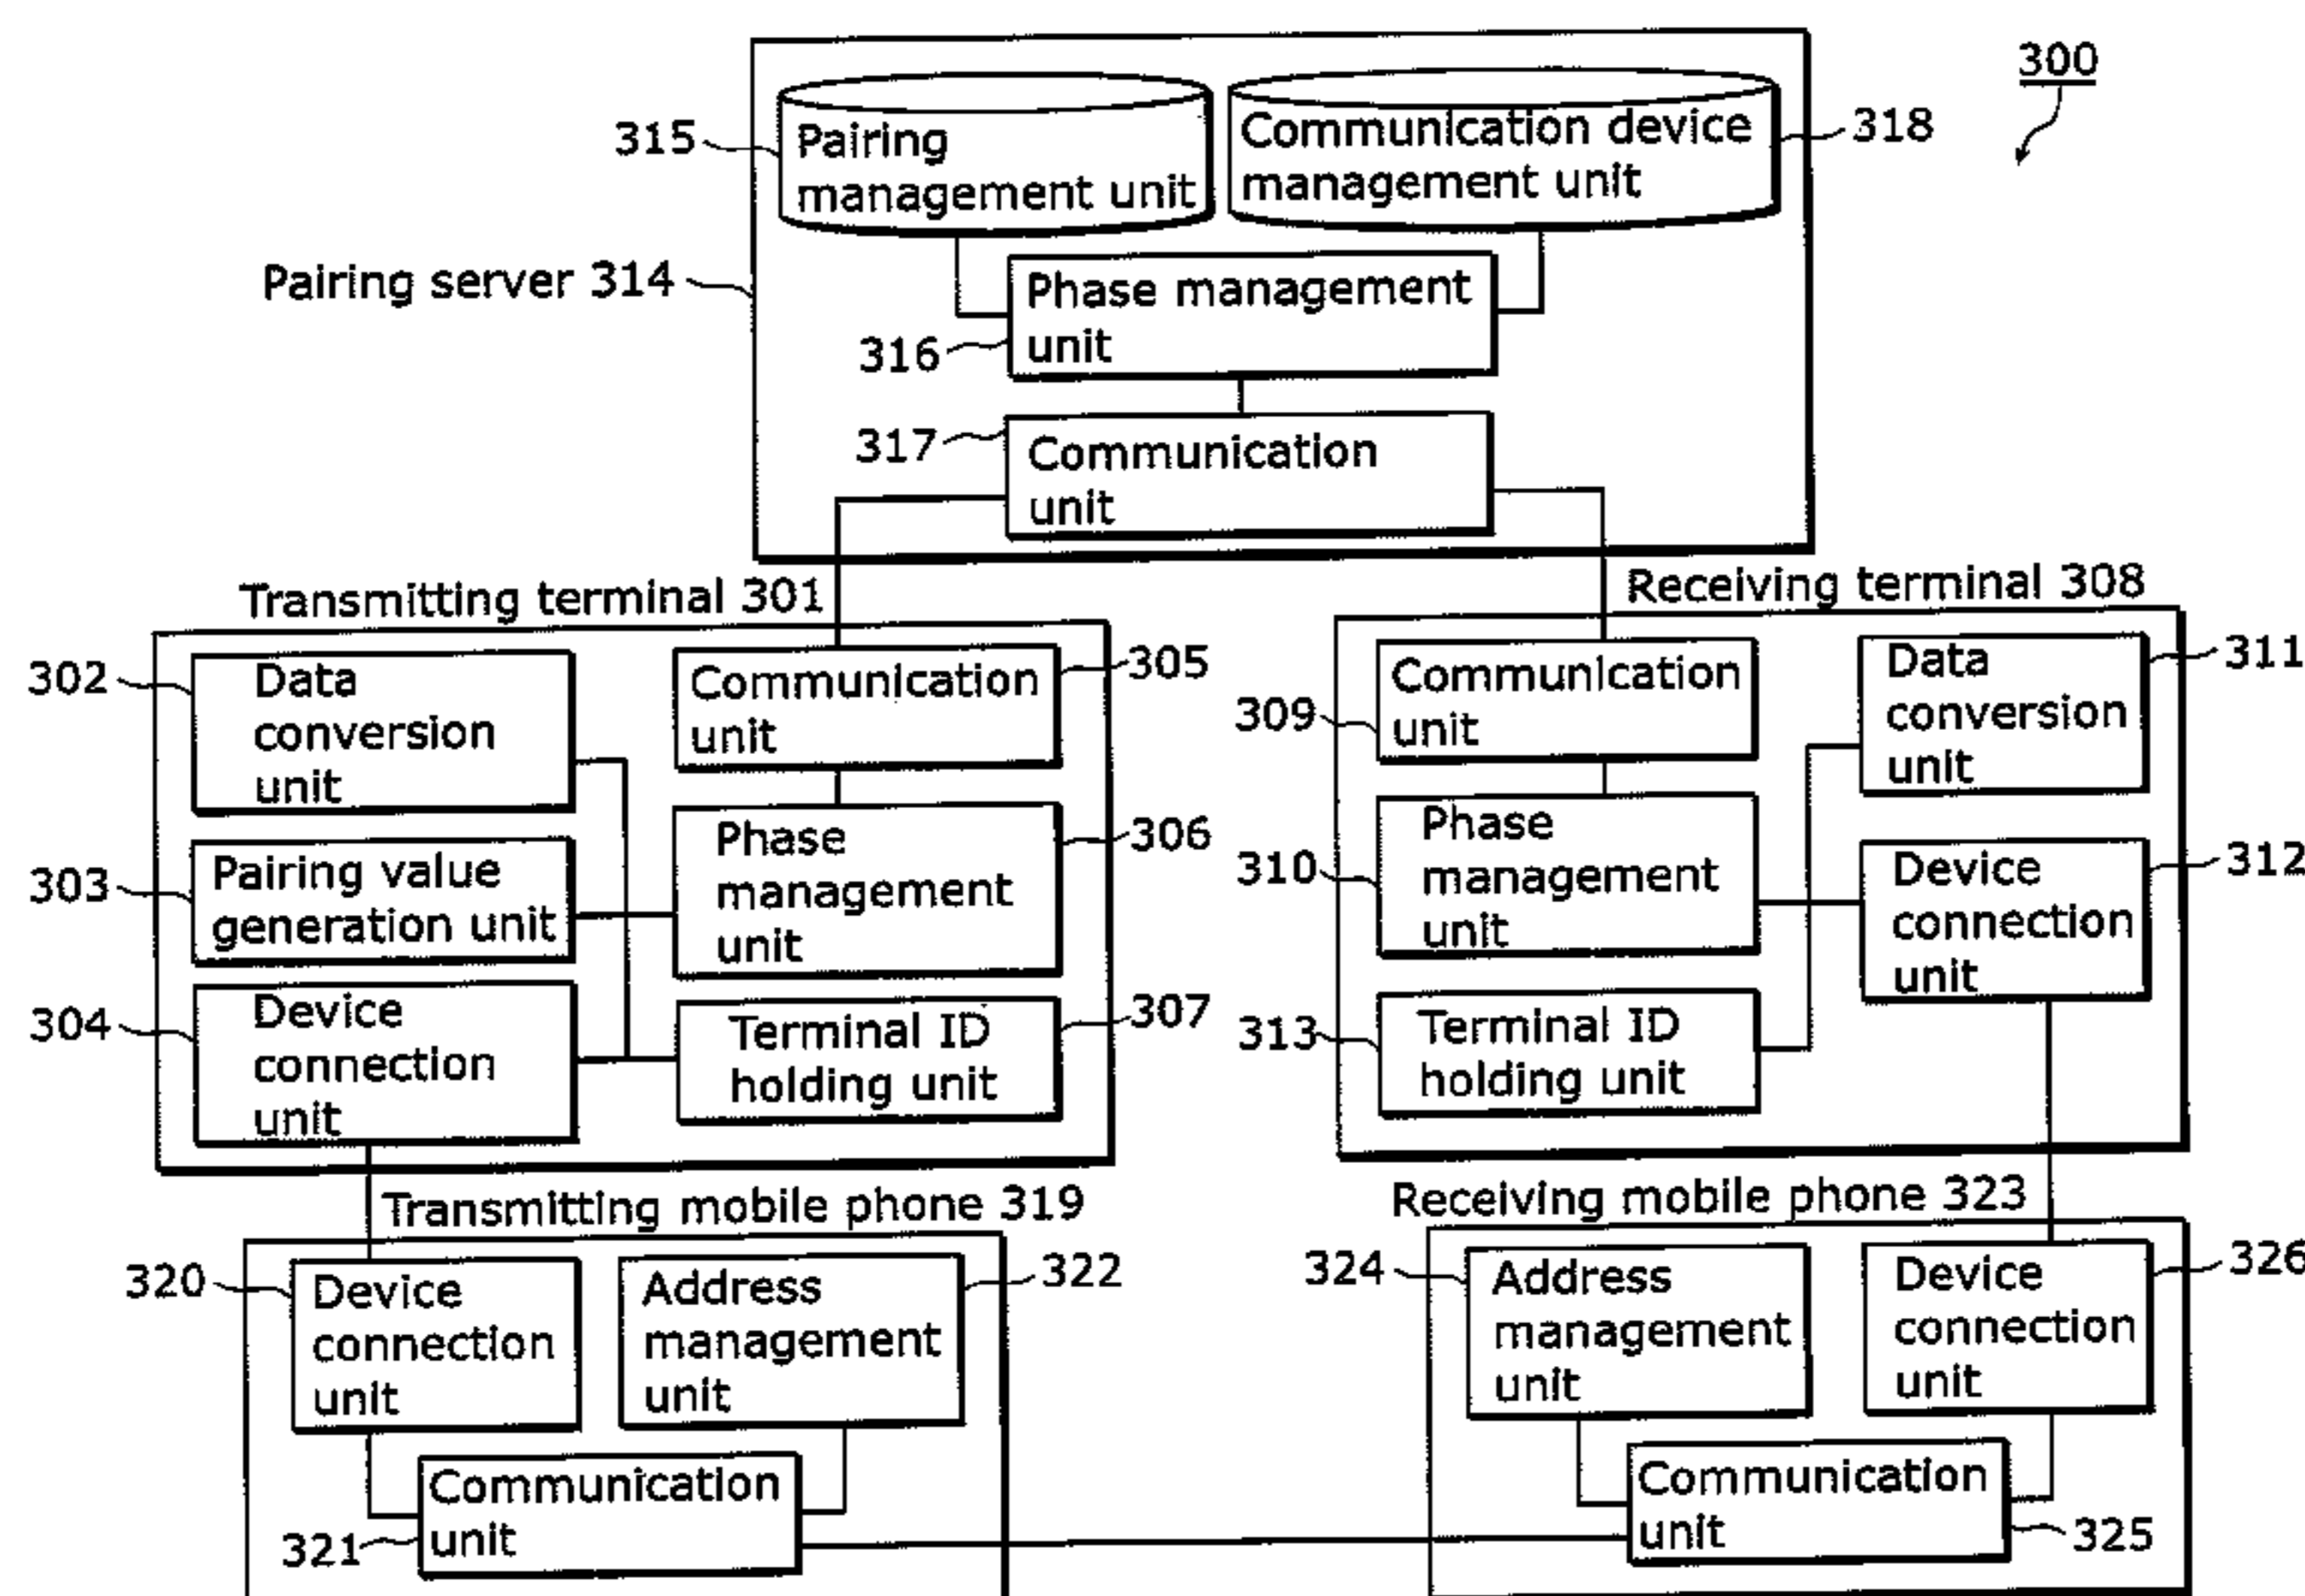 300
315
Pairing
management unit
Communication device
management unit
318
Pairing server 314
Phase management
unit
316
317
Communication
unit
Transmitting terminal 301
Receiving terminal 308
302
Data
conversion
unit
Communication
unit
305
303
Pairing value
generation unit
Phase
management
unit
306
304
Device
connection
unit
Terminal ID
holding unit
307
309
Communication
unit
Data
conversion
unit
311
310
Phase
management
unit
Device
connection
unit
312
313
Terminal ID
holding unit
Transmitting mobile phone 319
Receiving mobile phone 323
320
Device
connection
unit
Address
management
unit
322
321
Communication
unit
324
Address
management
unit
Device
connection
unit
326
Communication
unit
325